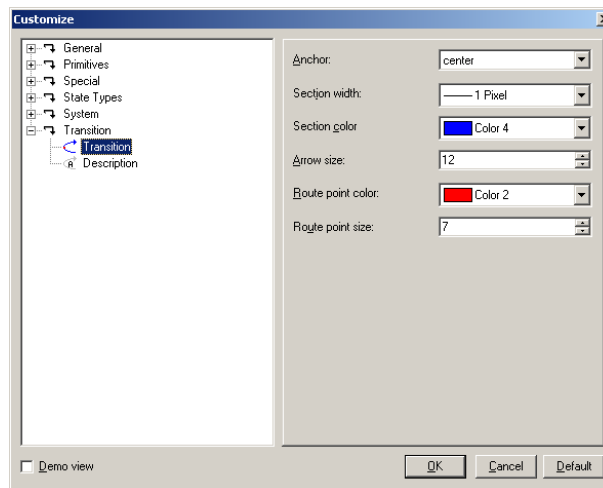 Customize
General
Primitives
Special
State Types
System
Transition
Transition
Description
Anchor: center
Section width: 1 Pixel
Section color Color 4
Arrow size: 12
Route point color: Color 2
Route point size: 7
Demo view
OK Cancel Default